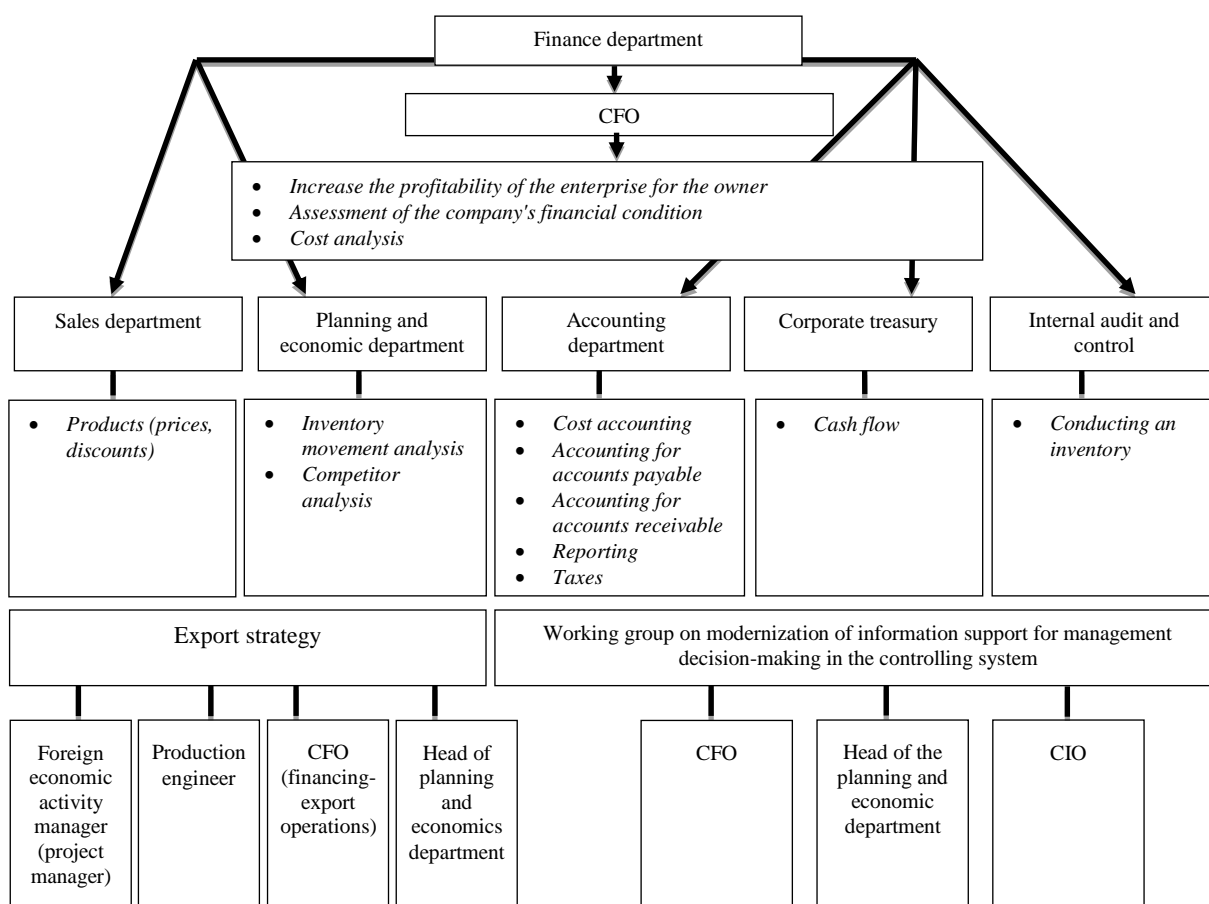 Finance department
CFO
• Increase the profitability of the enterprise for the owner
• Assessment of the company's financial condition
• Cost analysis
Sales department
Planning and
economic department
Accounting
department
Corporate treasury
Internal audit and
control
• Products (prices,
discounts)
• Inventory
movement analysis
• Competitor
analysis
• Cost accounting
• Accounting for
accounts payable
• Accounting for
accounts receivable
• Reporting
• Taxes
• Cash flow
• Conducting an
inventory
Export strategy
Working group on modernization of information support for management
decision-making in the controlling system
Foreign
economic
activity
manager
(project
manager)
Production
engineer
CFO
(financing-
export
operations)
Head of
planning
and
economics
department
CFO
Head of the
planning and
economic
department
CIO